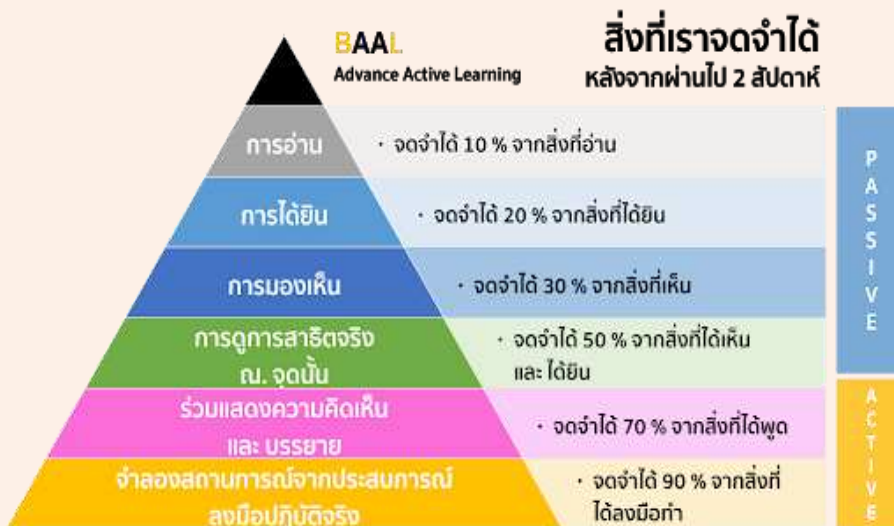 BAAL
Advance Active Learning
สิ่งที่เราจดจำได้
หลังจากผ่านไป 2 สัปดาห์
การอ่าน
· จดจำได้ 10 % จากสิ่งที่อ่าน
การได้ยิน
· จดจำได้ 20 % จากสิ่งที่ได้ยิน
การมองเห็น
· จดจำได้ 30 % จากสิ่งที่เห็น
การดูการสาธิตจริง
ณ. จุดนั้น
· จดจำได้ 50 % จากสิ่งที่ได้เห็น
และ ได้ยิน
ร่วมแสดงความคิดเห็น
และ บรรยาย
· จดจำได้ 70 % จากสิ่งที่ได้พูด
จำลองสถานการณ์จากประสบการณ์
ลงมือปฏิบัติจริง
· จดจำได้ 90 % จากสิ่งที่
ได้ลงมือทำ
PASSIVE
ACTIVE